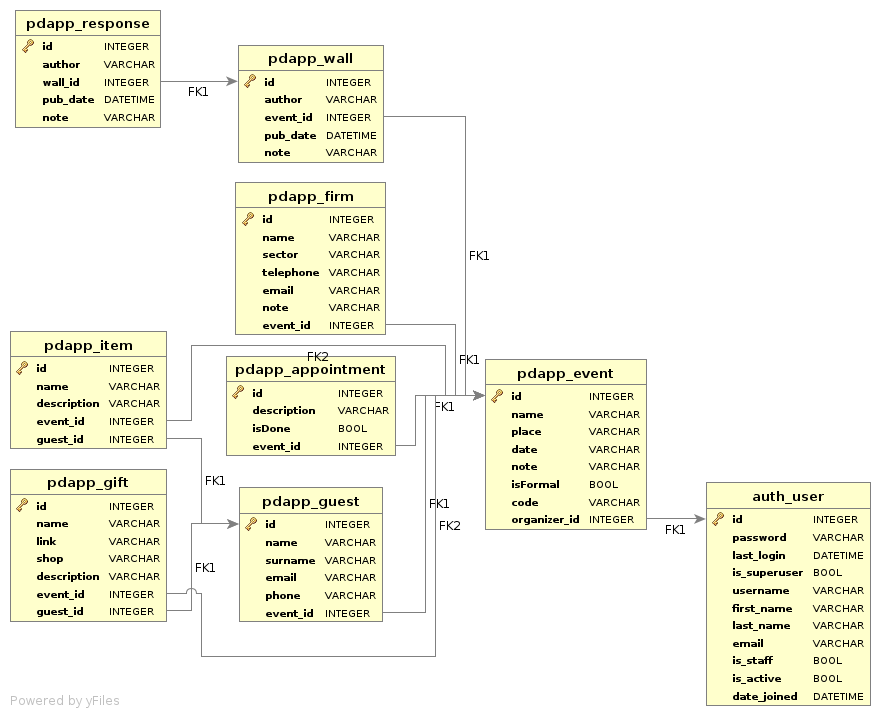 pdapp_response
id INTEGER
author VARCHAR
wall_id INTEGER
pub_date DATETIME
note VARCHAR
FK1
pdapp_wall
id INTEGER
author VARCHAR
event_id INTEGER
pub_date DATETIME
note VARCHAR
FK1
pdapp_firm
id INTEGER
name VARCHAR
sector VARCHAR
telephone VARCHAR
email VARCHAR
note VARCHAR
event_id INTEGER
FK1
pdapp_item
id INTEGER
name VARCHAR
description VARCHAR
event_id INTEGER
guest_id INTEGER
FK2
FK1
pdapp_appointment
id INTEGER
description VARCHAR
isDone BOOL
event_id INTEGER
FK1
pdapp_gift
id INTEGER
name VARCHAR
link VARCHAR
shop VARCHAR
description VARCHAR
event_id INTEGER
guest_id INTEGER
FK1
pdapp_guest
id INTEGER
name VARCHAR
surname VARCHAR
email VARCHAR
phone VARCHAR
event_id INTEGER
FK1
FK2
pdapp_event
id INTEGER
name VARCHAR
place VARCHAR
date VARCHAR
note VARCHAR
isFormal BOOL
code VARCHAR
organizer_id INTEGER
FK1
auth_user
id INTEGER
password VARCHAR
last_login DATETIME
is_superuser BOOL
username VARCHAR
first_name VARCHAR
last_name VARCHAR
email VARCHAR
is_staff BOOL
is_active BOOL
date_joined DATETIME
Powered by yFiles